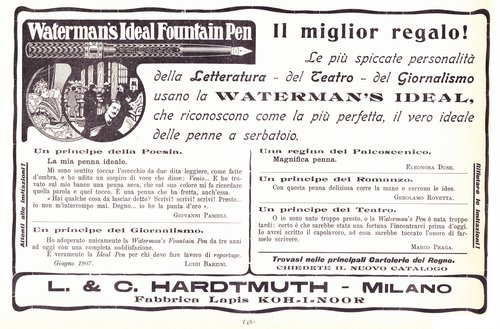 Waterman's Ideal Fountain Pen
Il miglior regalo!
Le più spiccate personalità
della Letteratura - del Teatro - del Giornalismo
usano la WATERMAN'S IDEAL,
che riconoscono come la più perfetta, il vero ideale
delle penne a serbatoio.
Attenti alle Imitazioni!
Un principe della Poesia.
La mia penna ideale.
Mi sono sentito toccar l'orecchio da due dita leggiere, come fatte
d'ombra, e ho udito un sospiro di voce che disse: Vento... E ho tro-
vato sul mio banco una penna nera, che col suo colore mi fa ricordare
quella parola e quel tocco. È una penna che ha fretta, anch'essa.
« Hai qualche cosa da lasciar detto? Scrivi! scrivi! scrivi! Presto...
io non m'interrompo mai. Degno... io ho la punta d'oro ».
GIOVANNI PASCOLI.
Un principe del Giornalismo.
Ho adoperato unicamente la Waterman's Fountain Pen da tre anni
ad oggi con una completa soddisfazione.
È veramente la Ideal Pen per chi deve fare lavoro di reportage.
Giugno 1907. LUIGI BARZINI.
Una regina del Palcoscenico.
Magnifica penna.
ELEONORA DUSE.
Un principe del Romanzo.
Con questa penna deliziosa corre la mano e corrono le idee.
GEROLAMO ROVETTA.
Un principe del Teatro.
O io sono nato troppo presto, o la Waterman's Pen è nata troppo
tardi: certo è che sarebbe stata una fortuna l'incontrarci prima d'oggi.
Io avrei scritto il capolavoro, ad essa sarebbe toccato l'onore di far-
melo scrivere.
MARCO PRAGA.
Rifiutare le Imitazioni!
Trovasi nelle principali Cartolerie del Regno.
CHIEDETE IL NUOVO CATALOGO
L. & C. HARDTMUTH - MILANO
Fabbrica Lapis KOH-I-NOOR